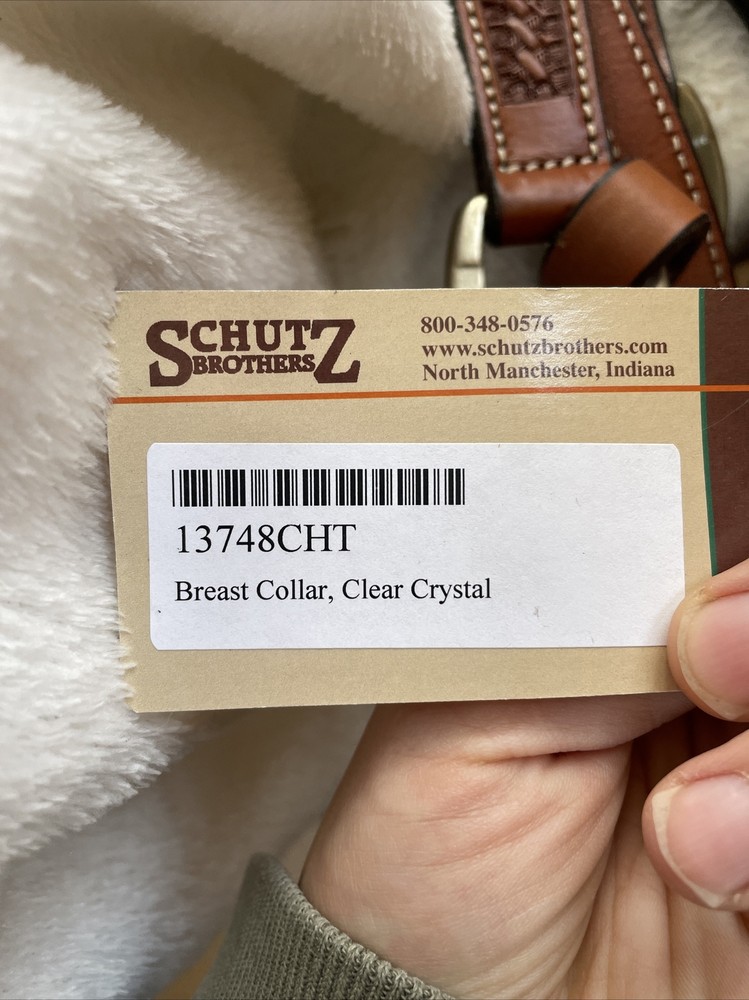 SCHUTZ
BROTHERS
800-348-0576
www.schutzbrothers.com
North Manchester, Indiana
13748CHT
Breast Collar, Clear Crystal